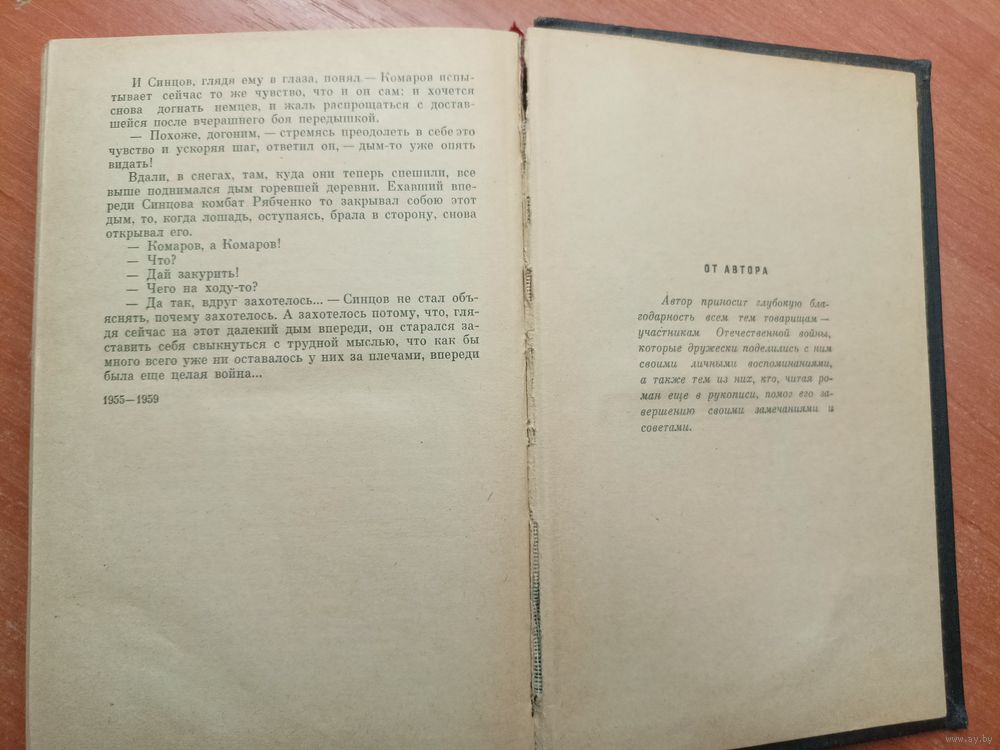 И Синцов, глядя ему в глаза, понял — Комаров испы-
тывает сейчас то же чувство, что и он сам: и хочется
снова догнать немцев, и жаль распрощаться с достав-
шейся после вчерашнего боя передышкой.
— Похоже, догоним, — стремясь преодолеть в себе это
чувство и ускоряя шаг, ответил он, — дым-то уже опять
видать!
Вдали, в снегах, там, куда они теперь спешили, все
выше поднимался дым горевшей деревни. Ехавший впе-
реди Синцова комбат Рябченко то закрывал собою этот
дым, то, когда лошадь, оступаясь, брала в сторону, снова
открывал его.
— Комаров, а Комаров!
— Что?
— Дай закурить!
— Чего на ходу-то?
— Да так, вдруг захотелось... — Синцов не стал объ-
яснять, почему захотелось. А захотелось потому, что, гля-
дя сейчас на этот далекий дым впереди, он старался за-
ставить себя свыкнуться с трудной мыслью, что как бы
много всего уже ни оставалось у них за плечами, впереди
была еще целая война...
1955—1959
ОТ АВТОРА
Автор приносит глубокую бла-
годарность всем тем товарищам —
участникам Отечественной войны,
которые дружески поделились с ним
своими личными воспоминаниями,
а также тем из них, кто, читая ро-
ман еще в рукописи, помог его за-
вершению своими замечаниями и
советами.
www.ay.by